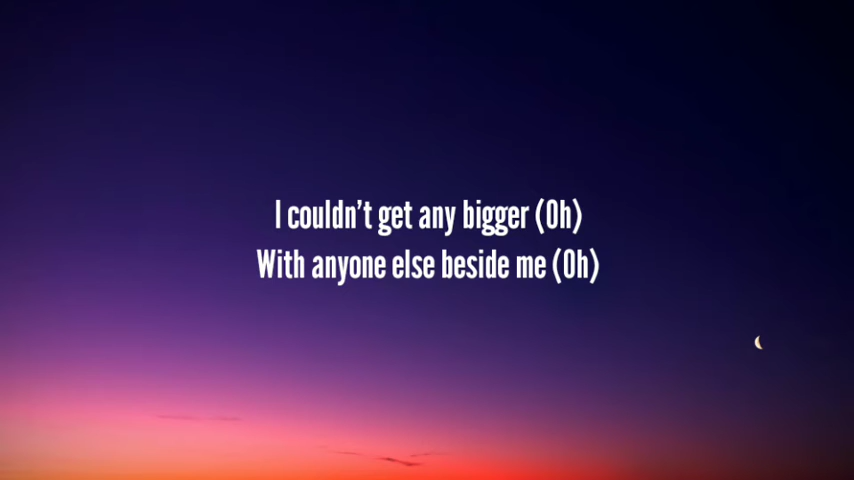 I couldn’t get any bigger (Oh)
With anyone else beside me (Oh)